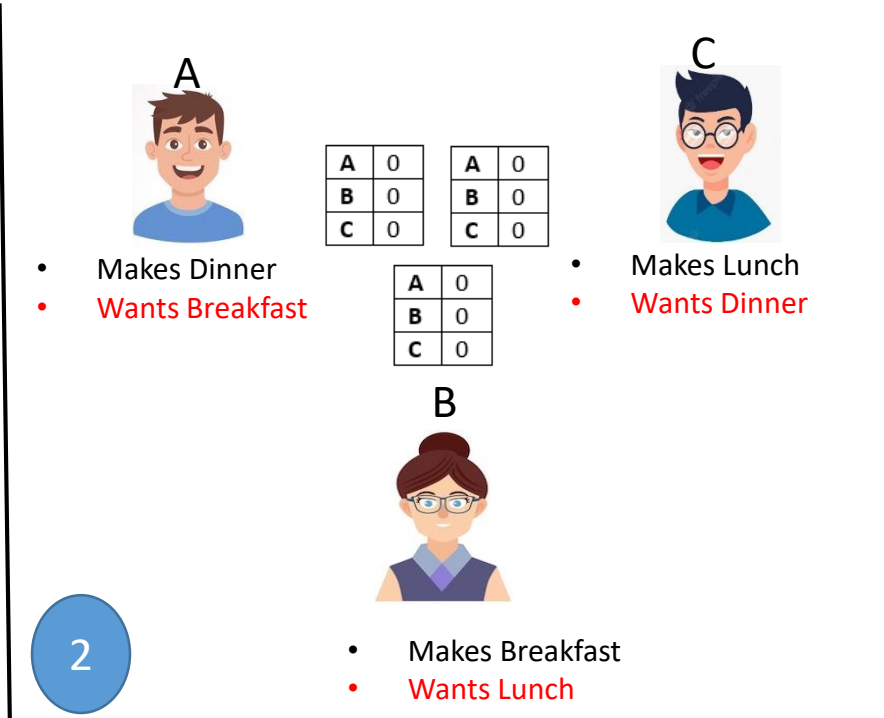 A
C
A 0
B 0
C 0
A 0
B 0
C 0
• Makes Dinner
• Wants Breakfast
• Makes Lunch
• Wants Dinner
A 0
B 0
C 0
B
• Makes Breakfast
• Wants Lunch
2